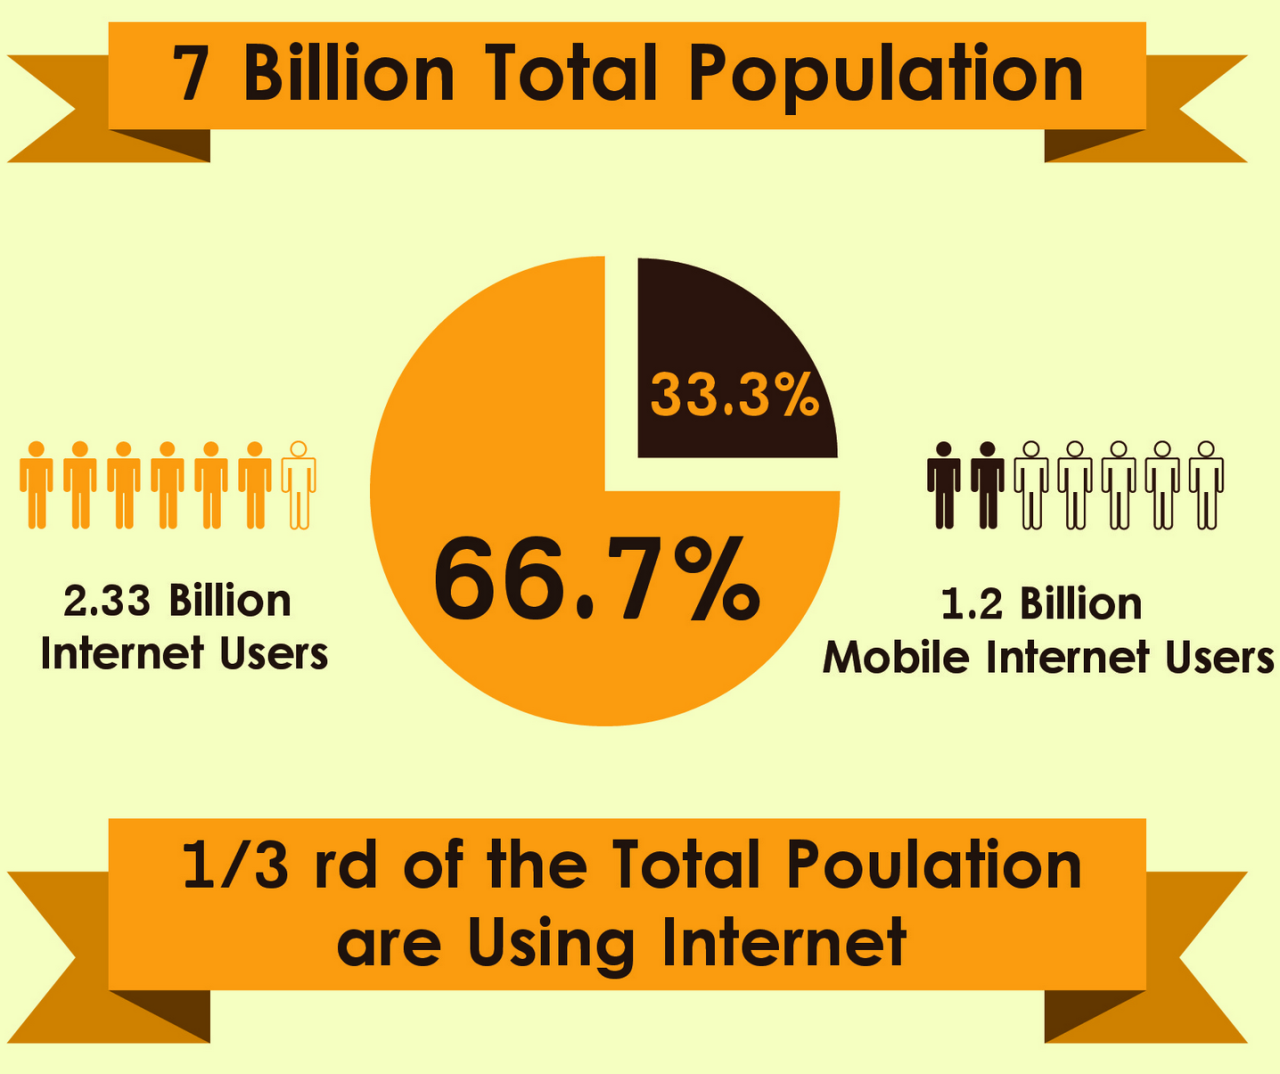 7 Billion Total Population
33.3%
66.7%
2.33 Billion
Internet Users
1.2 Billion
Mobile Internet Users
1/3 rd of the Total Poulation
are Using Internet